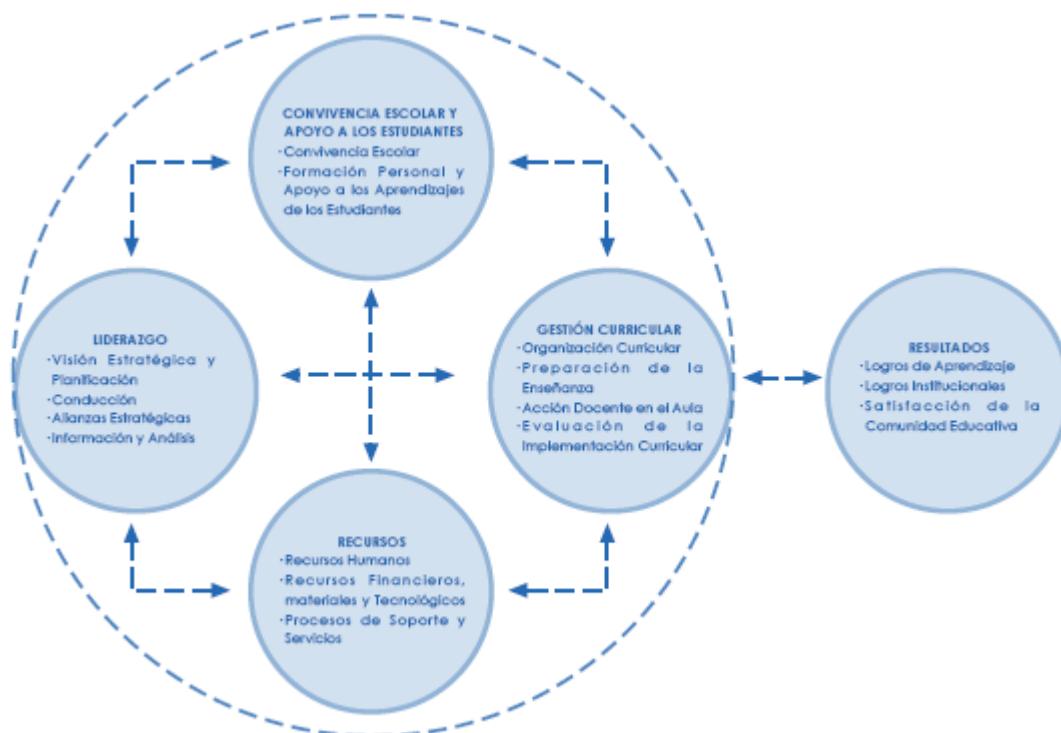 CONVIVENCIA ESCOLAR Y
APOYO A LOS ESTUDIANTES
·Convivencia Escolar
·Formación Personal y
Apoyo a los Aprendizajes
de los Estudiantes
LIDERAZGO
·Visión Estratégica y
Planificación
·Conducción
·Alianzas Estratégicas
·Información y Análisis
GESTIÓN CURRICULAR
·Organización Curricular
·Preparación de la
Enseñanza
·Acción Docente en el Aula
·Evaluación de la
Implementación Curricular
RESULTADOS
·Logros de Aprendizaje
·Logros Institucionales
·Satisfacción de la
Comunidad Educativa
RECURSOS
·Recursos Humanos
·Recursos Financieros,
materiales y Tecnológicos
·Procesos de Soporte y
Servicios